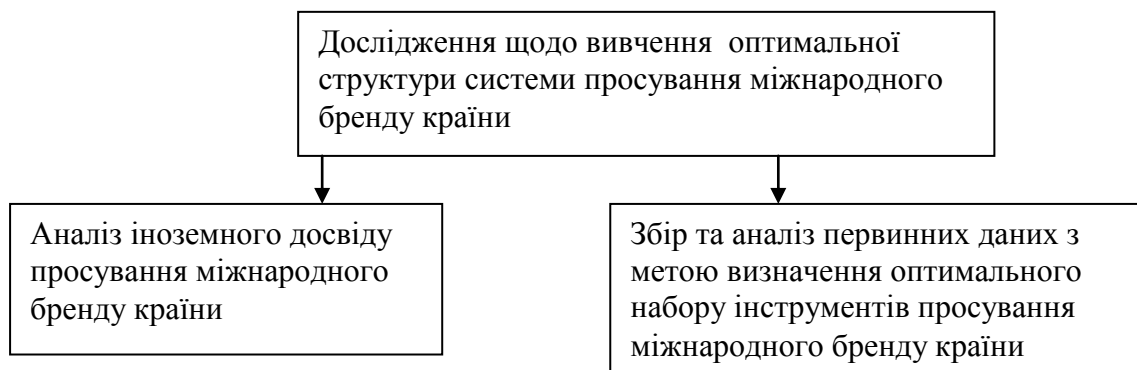 Дослідження щодо вивчення оптимальної
структури системи просування міжнародного
бренду країни
Аналіз іноземного досвіду
просування міжнародного
бренду країни
Збір та аналіз первинних даних з
метою визначення оптимального
набору інструментів просування
міжнародного бренду країни